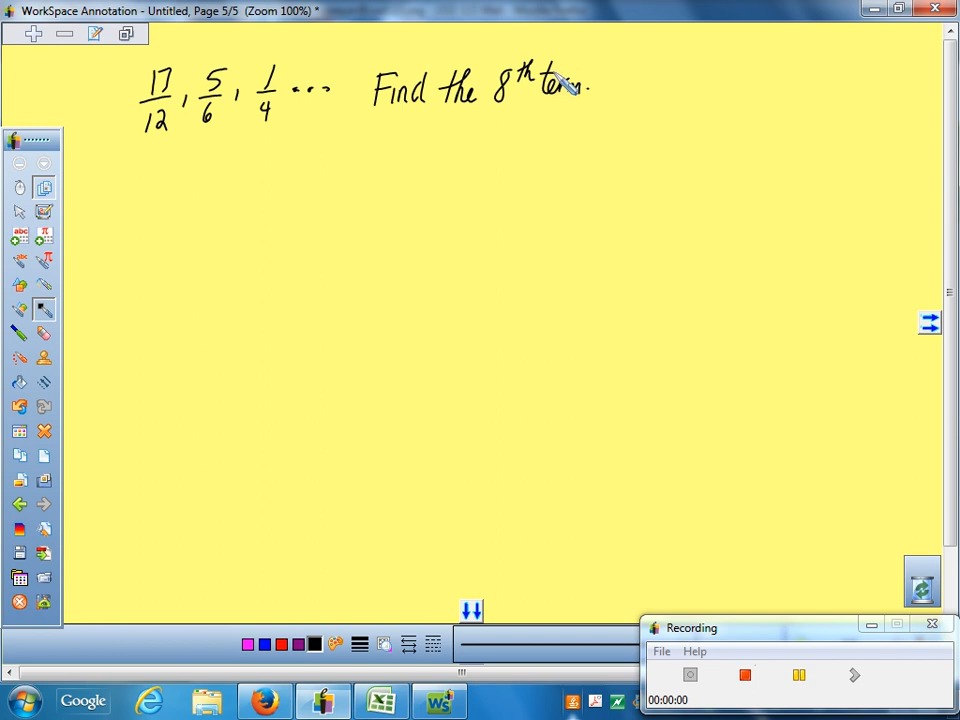 WorkSpace Annotation - Untitled, Page 5/5 (Zoom 100%) *
17/12, 5/6, 1/4 ... Find the 8th term.
Recording
File Help
00:00:00
Google